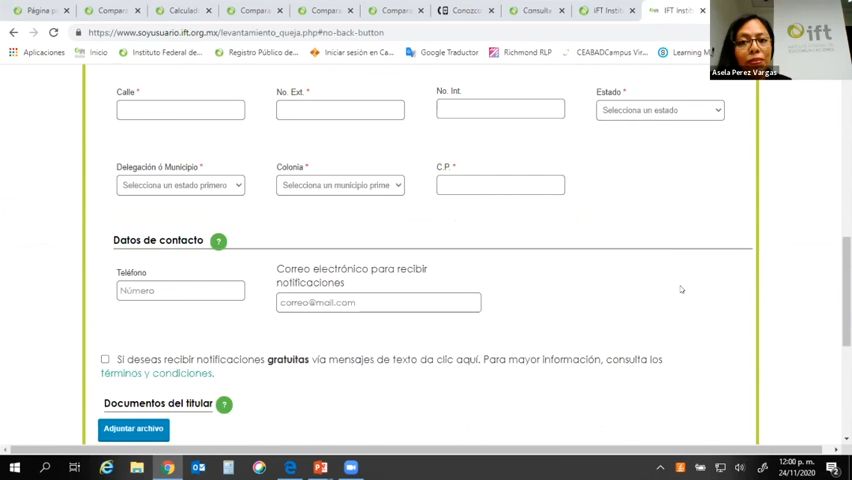 Página p
Compara
Calculad
Compara
Compara
Compara
Conozco
Consulta
IFT Instit
IFT Instit
https://www.soyusuario.ift.org.mx/levantamiento_queja.php#no-back-button
Aplicaciones
Inicio
Instituto Federal de...
Registro Público de...
Iniciar sesión en Ca...
Google Traductor
Richmond RLP
CEABADCampus Vir...
Learning M
Asela Perez Vargas
ift
Calle *
No. Ext. *
No. Int.
Estado *
Selecciona un estado
Delegación ó Municipio *
Colonia *
C.P. *
Selecciona un estado primero
Selecciona un municipio prime
Datos de contacto ?
Teléfono
Correo electrónico para recibir
notificaciones
Número
correo@mail.com
Si deseas recibir notificaciones gratuitas vía mensajes de texto da clic aquí. Para mayor información, consulta los
términos y condiciones.
Documentos del titular ?
Adjuntar archivo
12:00 p. m.
24/11/2020
2